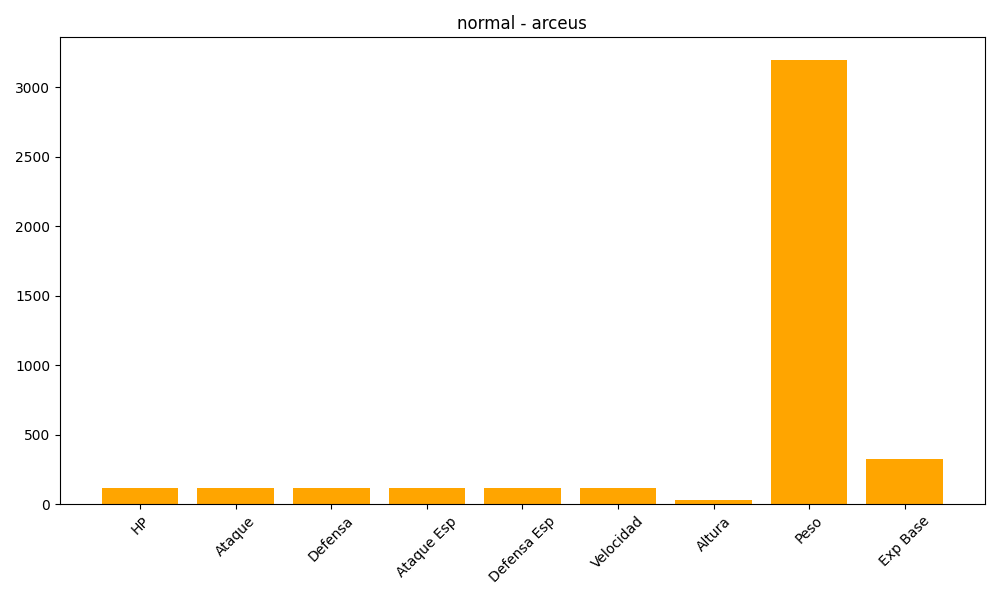 normal - arceus
3000
2500
2000
1500
1000
500
0
HP
Ataque
Defensa
Ataque Esp
Defensa Esp
Velocidad
Altura
Peso
Exp Base